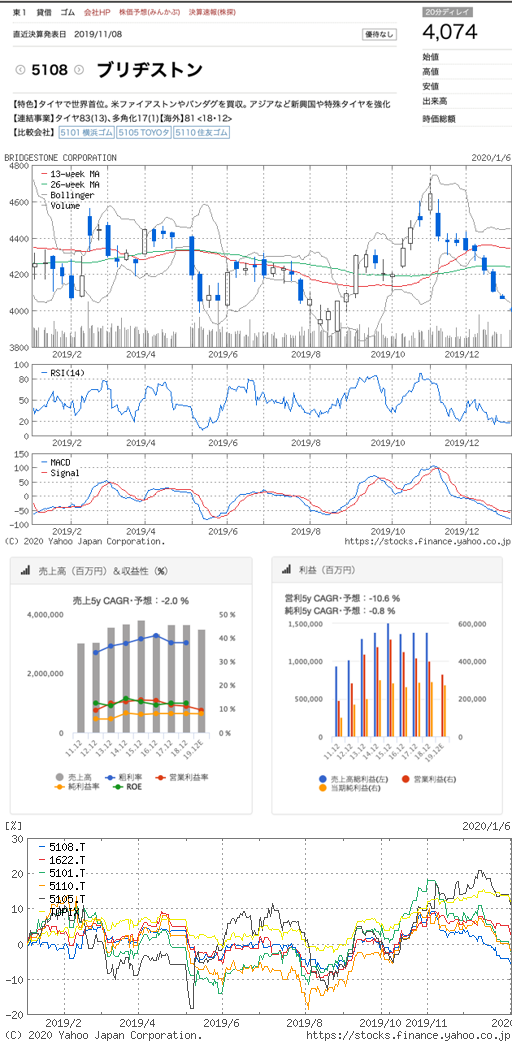 東1 貸借 ゴム 会社HP 株価予想(みんかぶ) 決算速報(株探)
20分ディレイ
直近決算発表日 2019/11/08
優待なし
4,074
5108
ブリヂストン
始値
高値
安値
出来高
時価総額
【特色】タイヤで世界首位。米ファイアストンやバンダグを買収。アジアなど新興国や特殊タイヤを強化
【連結事業】タイヤ83(13)、多角化17(1)【海外】81 <18・12>
【比較会社】 5101 横浜ゴム 5105 TOYOタ 5110 住友ゴム
BRIDGESTONE CORPORATION 2020/1/6
4800
13-week MA
26-week MA
Bollinger
Volume
4600
4400
4200
4000
3800
2019/2 2019/4 2019/6 2019/8 2019/10 2019/12
100
RSI(14)
80
60
40
20
0
2019/2 2019/4 2019/6 2019/8 2019/10 2019/12
150
MACD
Signal
100
50
0
-50
-100
2019/2 2019/4 2019/6 2019/8 2019/10 2019/12
(C) 2020 Yahoo Japan Corporation. https://stocks.finance.yahoo.co.jp/
売上高（百万円）＆収益性（%）
売上5y CAGR・予想：-2.0 %
4,000,000
2,000,000
0
50 %
40 %
30 %
20 %
10 %
0 %
11.12 12.12 13.12 14.12 15.12 16.12 17.12 18.12 19.12E
売上高 粗利率 営業利益率
純利益率 ROE
利益（百万円）
営利5y CAGR・予想：-10.6 %
純利5y CAGR・予想：-0.8 %
1,500,000
1,000,000
500,000
0
600,000
400,000
200,000
0
11.12 12.12 13.12 14.12 15.12 16.12 17.12 18.12 19.12E
売上高総利益(左) 営業利益(右)
当期純利益(右)
[%] 2020/1/6
30
5108.T
1622.T
5101.T
5110.T
5105.T
TOPIX
20
10
0
-10
-20
2019/2 2019/4 2019/6 2019/8 2019/10 2019/11 2020
(C) 2020 Yahoo Japan Corporation. https://stocks.finance.yahoo.co.jp/